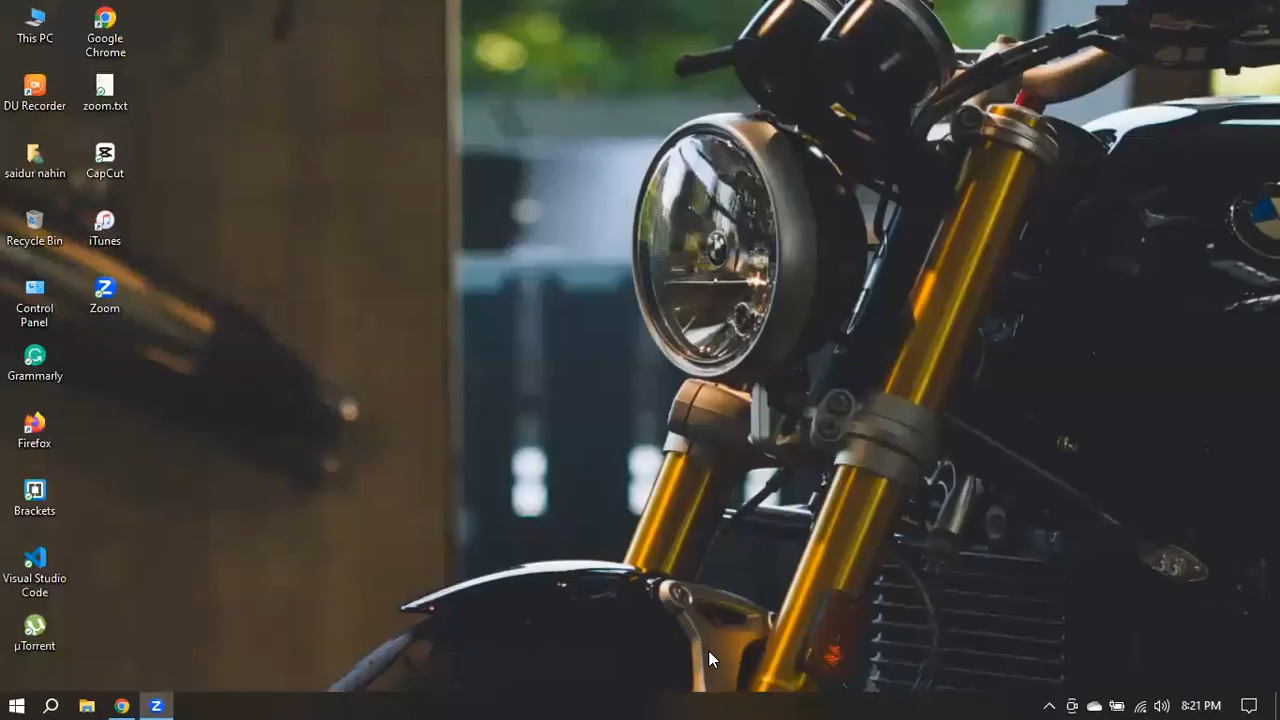 This PC
Google
Chrome
DU Recorder
zoom.txt
saidur nahin
CapCut
Recycle Bin
iTunes
Control
Panel
Zoom
Grammarly
Firefox
Brackets
Visual Studio
Code
µTorrent
8:21 PM